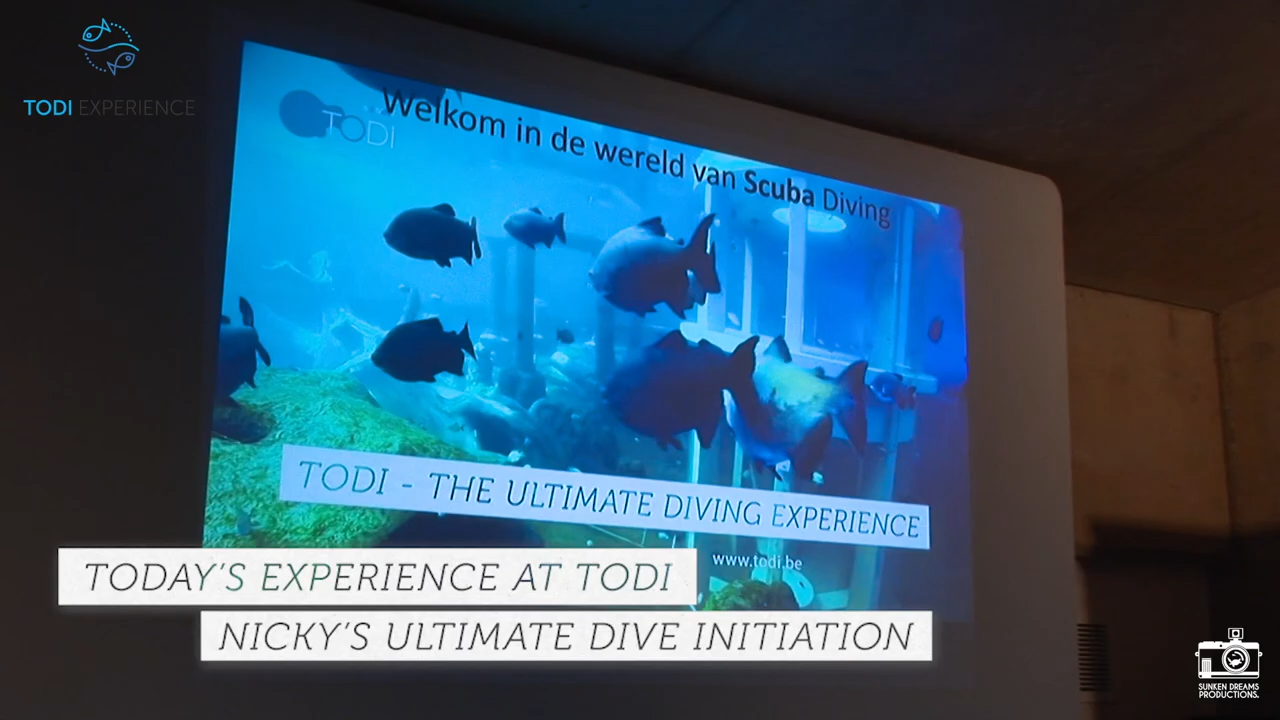 TODI EXPERIENCE
TODI
Welkom in de wereld van Scuba Diving
TODI - THE ULTIMATE DIVING EXPERIENCE
www.todi.be
TODAY'S EXPERIENCE AT TODI
NICKY'S ULTIMATE DIVE INITIATION
SUNKEN DREAMS
PRODUCTIONS.